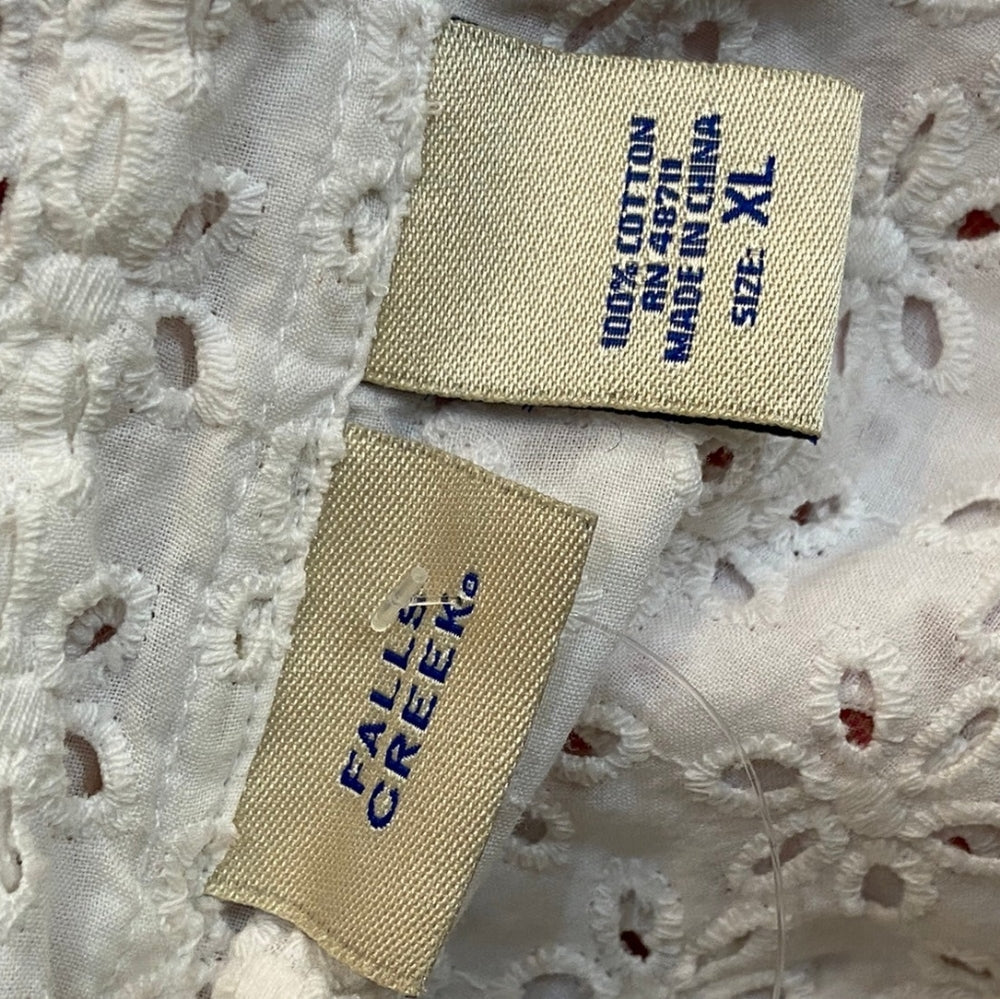 100% COTTON
RN 48711
MADE IN CHINA
SIZE: XL
FALLS
CREEK®